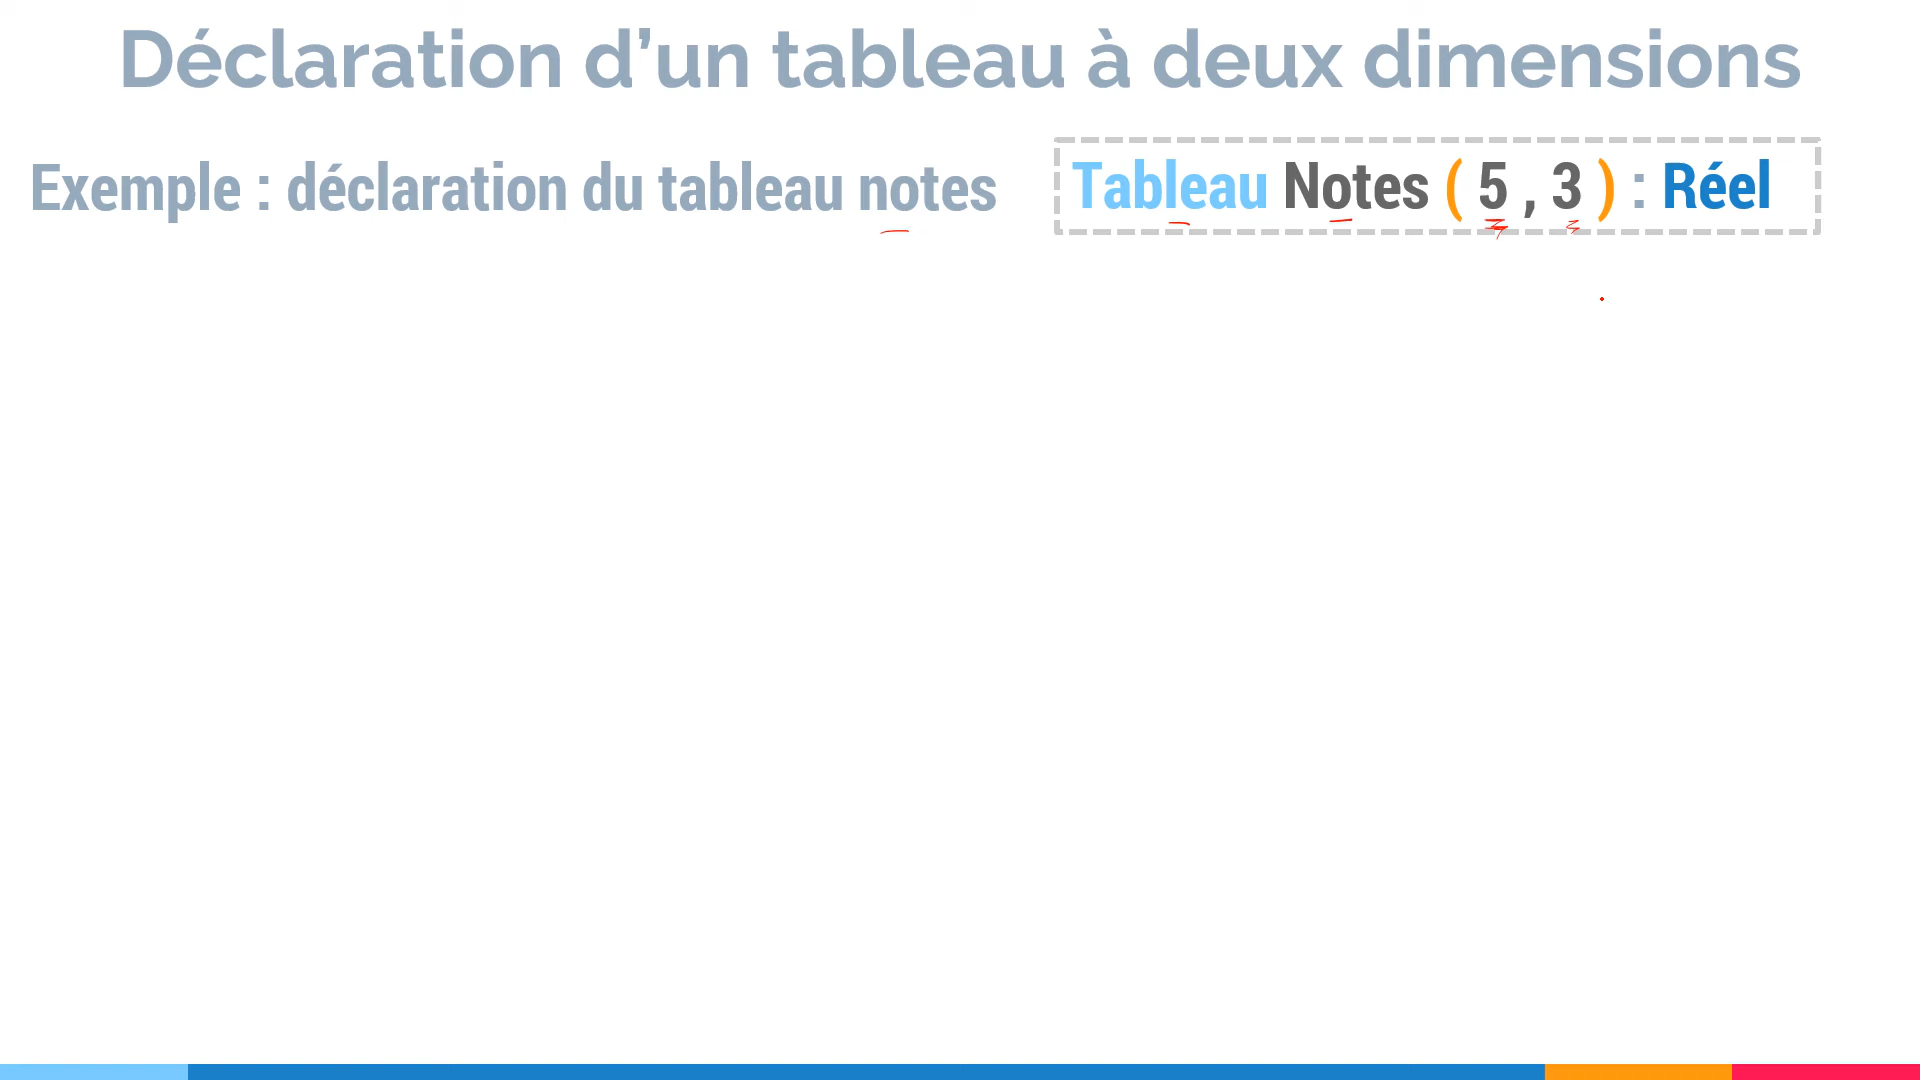 Déclaration d’un tableau à deux dimensions
Exemple : déclaration du tableau notes
Tableau Notes ( 5 , 3 ) : Réel